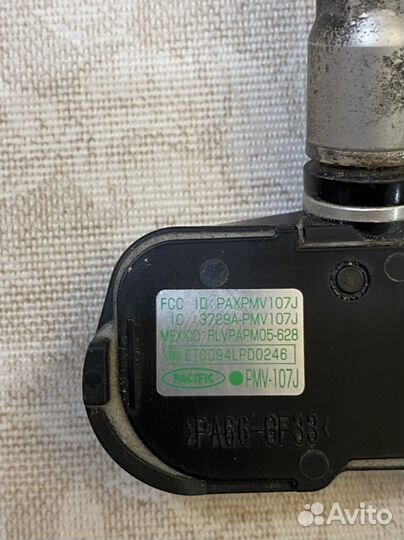 FCC ID:PAXPMV107J
IC :3729A-PMV107J
MEXICO:RLVPAPM05-628
ETC094LPD0246
PACIFIC ●PMV-107J
>PA66-GF33<
Avito